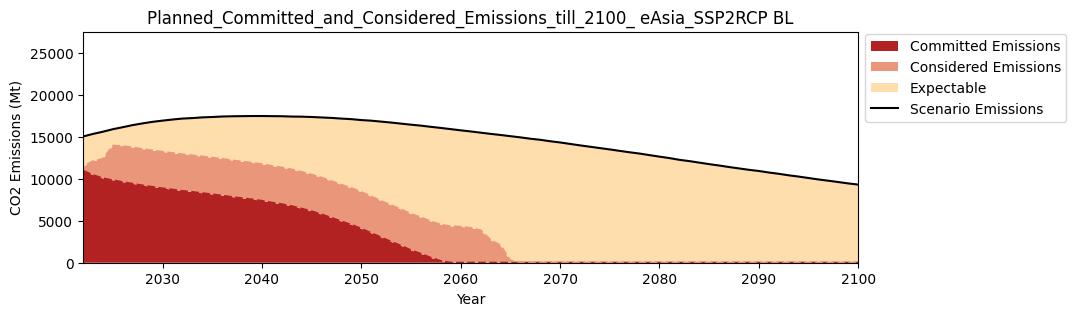 Planned_Committed_and_Considered_Emissions_till_2100_ eAsia_SSP2RCP BL
Committed Emissions
Considered Emissions
Expectable
Scenario Emissions
CO2 Emissions (Mt)
25000
20000
15000
10000
5000
0
2030 2040 2050 2060 2070 2080 2090 2100
Year